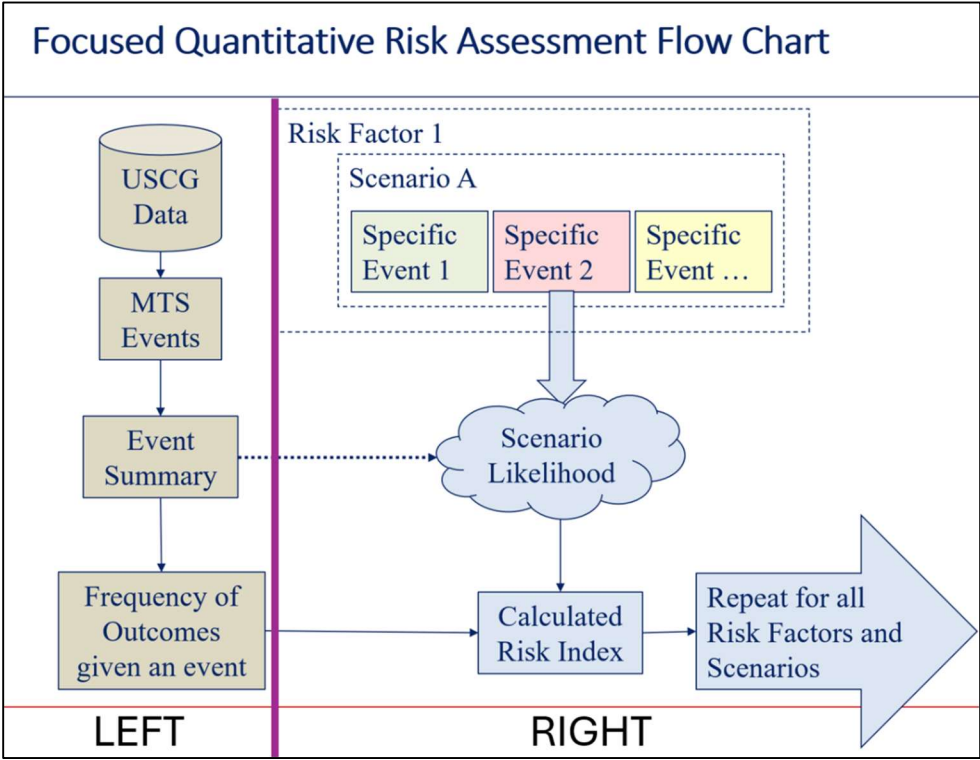 Focused Quantitative Risk Assessment Flow Chart
USCG
Data
MTS
Events
Event
Summary
Frequency of
Outcomes
given an event
Risk Factor 1
Scenario A
Specific
Event 1
Specific
Event 2
Specific
Event …
Scenario
Likelihood
Calculated
Risk Index
Repeat for all
Risk Factors and
Scenarios
LEFT
RIGHT